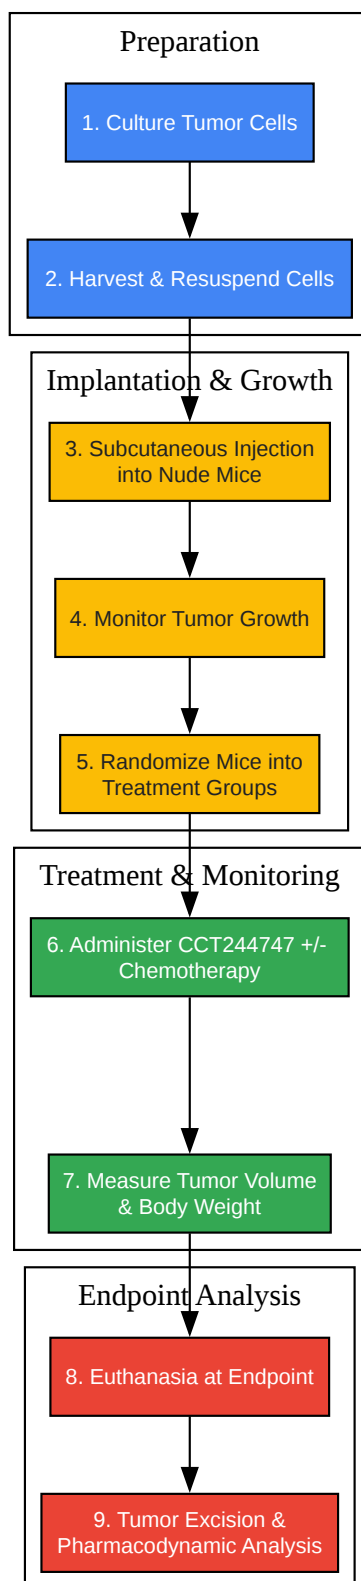 Preparation
1. Culture Tumor Cells
2. Harvest & Resuspend Cells
Implantation & Growth
3. Subcutaneous Injection
into Nude Mice
4. Monitor Tumor Growth
5. Randomize Mice into
Treatment Groups
Treatment & Monitoring
6. Administer CCT244747 +/-
Chemotherapy
7. Measure Tumor Volume
& Body Weight
Endpoint Analysis
8. Euthanasia at Endpoint
9. Tumor Excision &
Pharmacodynamic Analysis